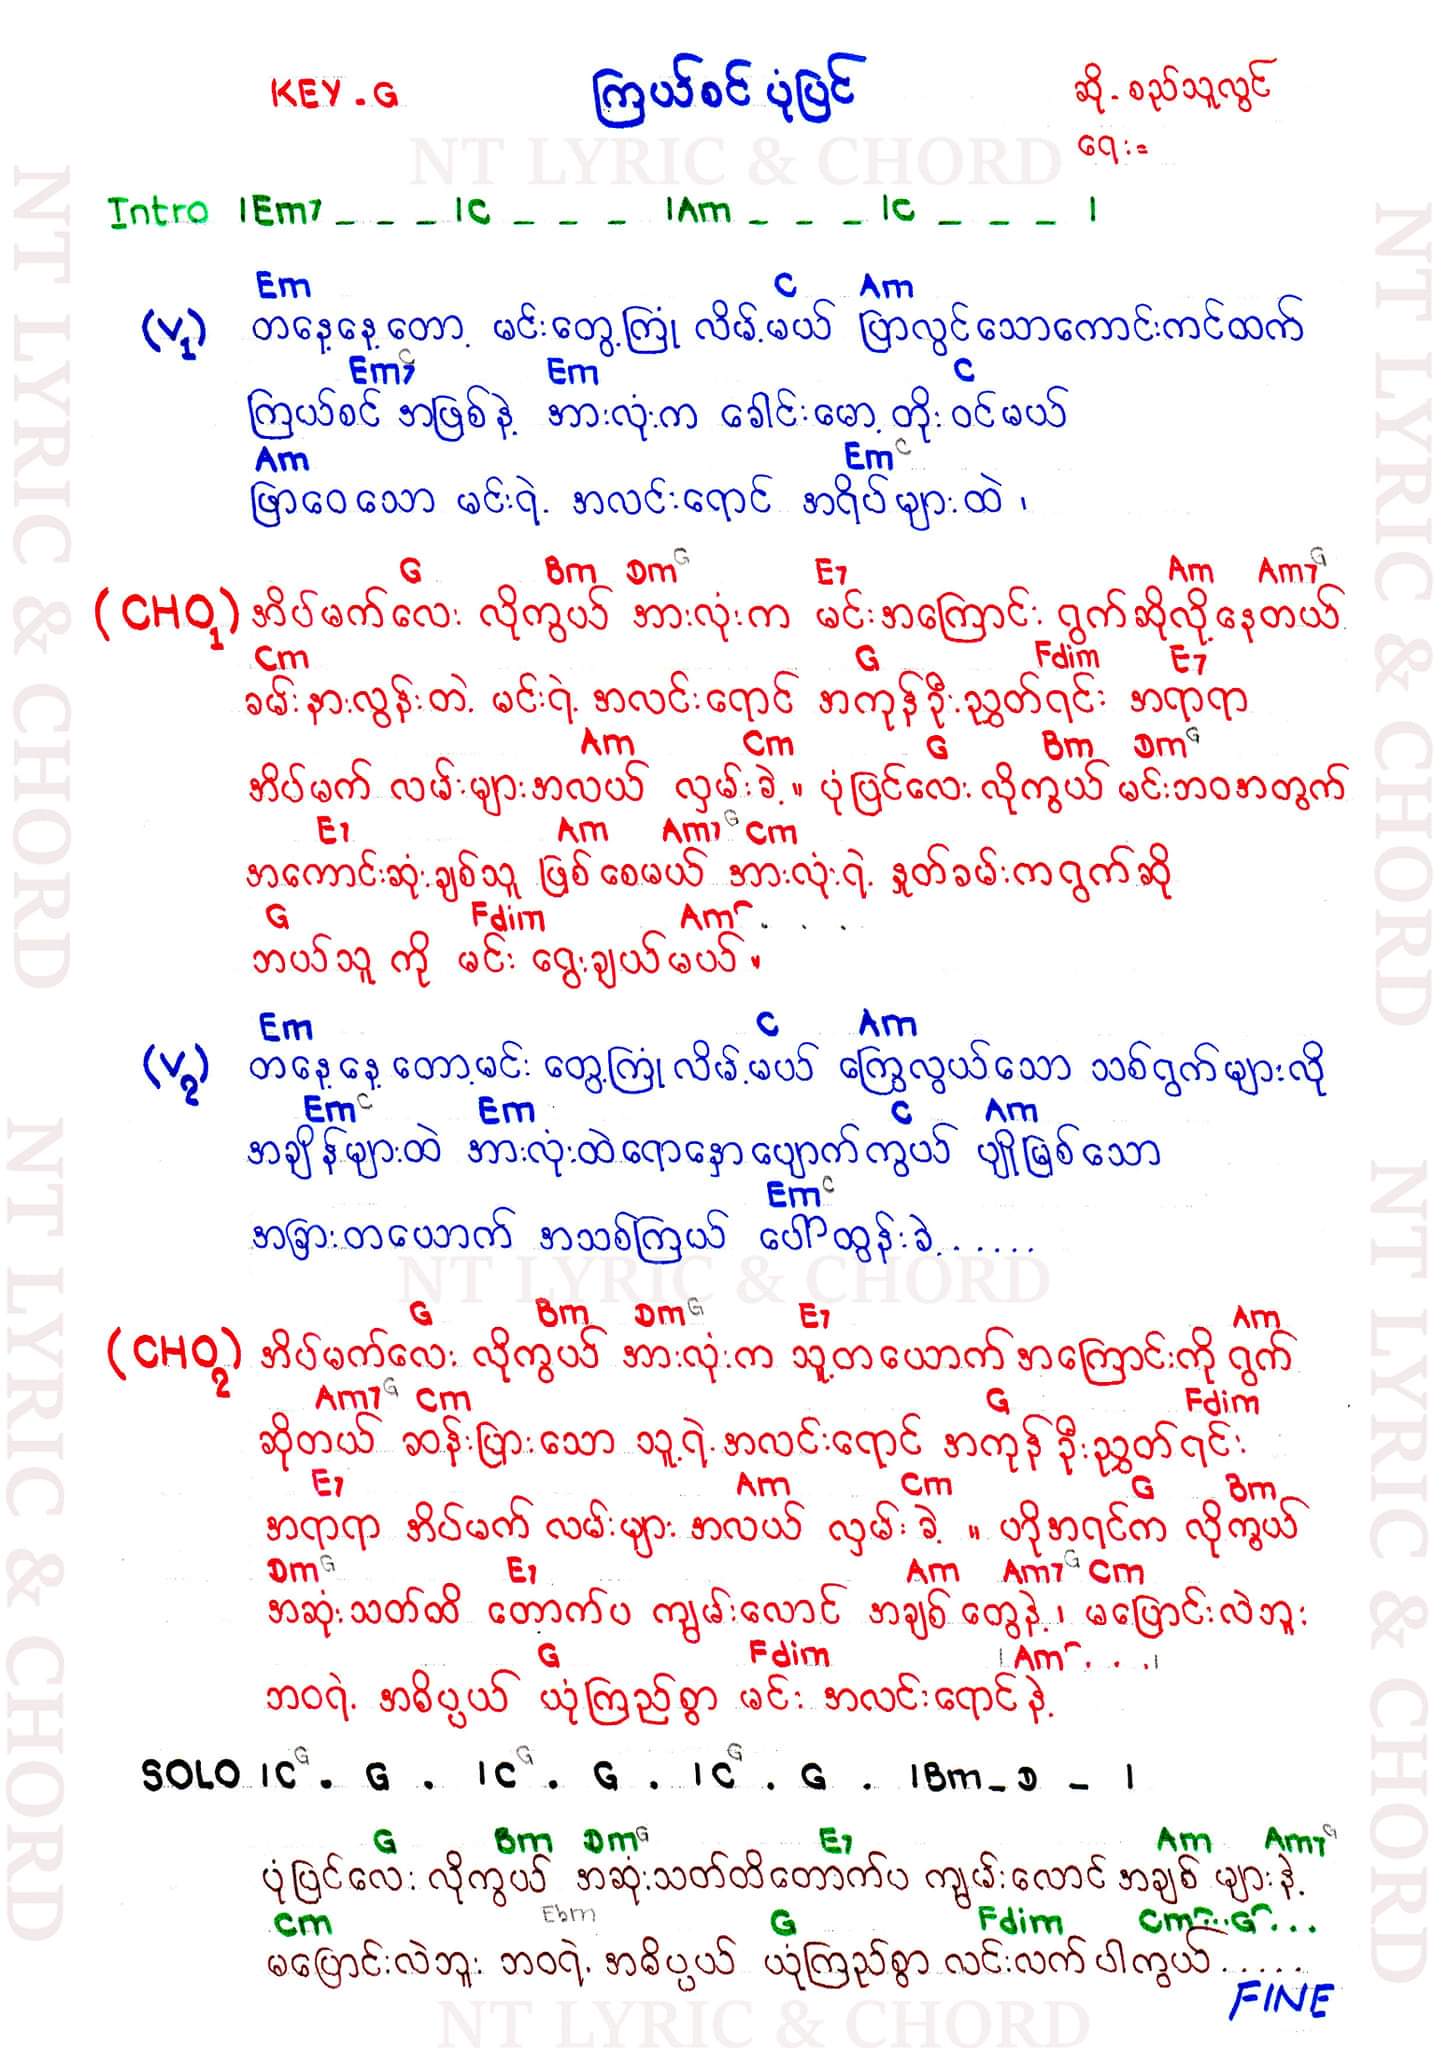 KEY. G ကြယ်စင် ပုံပြင် ဆို - စည်သူလွင်
ရေး =
NT LYRIC & CHORD
Intro |Em7 _ _ _ |C _ _ _ |Am _ _ _ |C _ _ _ |
Em C Am
(V1) တနေ့နေ့တော့ မင်းတွေ့ကြုံ လိမ့်မယ် ပြာလွင်သောကောင်းကင်ထက်
Em7 C Em C
ကြယ်စင် အဖြစ်နဲ့ အားလုံးက ခေါင်းမော့ တိုးဝင်မယ်
Am Em C
ဖြာဝေသော မင်းရဲ့ အလင်းရောင် အရိပ်များထဲ ၊
G Bm Dm G E7 Am Am7 G
(CHO1) အိပ်မက်လေး လိုကွယ် အားလုံးက မင်းအကြောင်း ရွက်ဆိုလို့နေတယ်
Cm G Fdim E7
ခမ်းနားလွန်းတဲ့ မင်းရဲ့ အလင်းရောင် အကုန်ဦးညွှတ်ရင်း အရာရာ
Am Cm G Bm Dm G
အိပ်မက် လမ်းများအလယ် လှမ်းခဲ့ ။ ပုံပြင်လေး လိုကွယ် မင်းဘဝအတွက်
E7 Am Am7 G Cm
အကောင်းဆုံးချစ်သူ ဖြစ်စေမယ် အားလုံးရဲ့ နှုတ်ခမ်းကရွက်ဆို
G Fdim Am . . .
ဘယ်သူ ကို မင်း ရွေးချယ်မယ် ။
Em C Am
(V2) တနေ့နေ့ တော့မင်း တွေ့ကြုံလိမ့်မယ် ကြွေလွယ်သော သစ်ရွက်များလို
Em C Em C Am
အချိန်များထဲ အားလုံးထဲရောနှောပျောက်ကွယ် ပျိုမြစ်သော
Em C
အခြားတယောက် အသစ်ကြယ် ပေါ်ထွန်းခဲ့......
NT LYRIC & CHORD
G Bm Dm G E7 Am
(CHO2) အိပ်မက်လေး လိုကွယ် အားလုံးက သူ့တယောက်အကြောင်းကို ရွက်
Am7 G Cm G Fdim
ဆိုတယ် ဆန်းပြားသော သူ့ရဲ့အလင်းရောင် အကုန်ဦးညွှတ်ရင်း
E7 Am Cm G Bm
အရာရာ အိပ်မက် လမ်းများ အလယ် လှမ်းခဲ့ ။ ဟိုအရင်က လိုကွယ်
Dm G E7 Am Am7 G Cm
အဆုံးသတ်ထိ တောက်ပ ကျွမ်းလောင် အချစ် တွေနဲ့ ၊ မပြောင်းလဲဘူး
G Fdim |Am . . . |
ဘဝရဲ့ အဓိပ္ပယ် ယုံကြည်စွာ မင်း အလင်းရောင်နဲ့
SOLO |C G . G . |C G . G . |C G . G . |Bm _ D _ |
G Bm Dm G E7 Am Am7 G
ပုံပြင်လေး လိုကွယ် အဆုံးသတ်ထိတောက်ပ ကျွမ်းလောင် အချစ် များနဲ့
Cm Ebm G Fdim Cm ... G ...
မပြောင်းလဲဘူး ဘဝရဲ့ အဓိပ္ပယ် ယုံကြည်စွာ လင်းလက်ပါကွယ်.....
FINE
NT LYRIC & CHORD
NT LYRIC & CHORD
NT LYRIC & CHORD
NT LYRIC & CHORD
NT LYRIC & CHORD